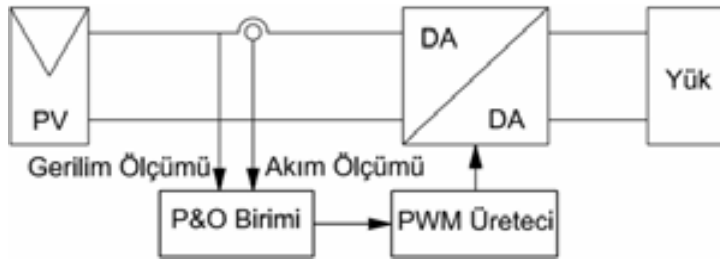 DA
DA
PV
Yük
Gerilim Ölçümü
Akım Ölçümü
P&O Birimi
PWM Üreteci